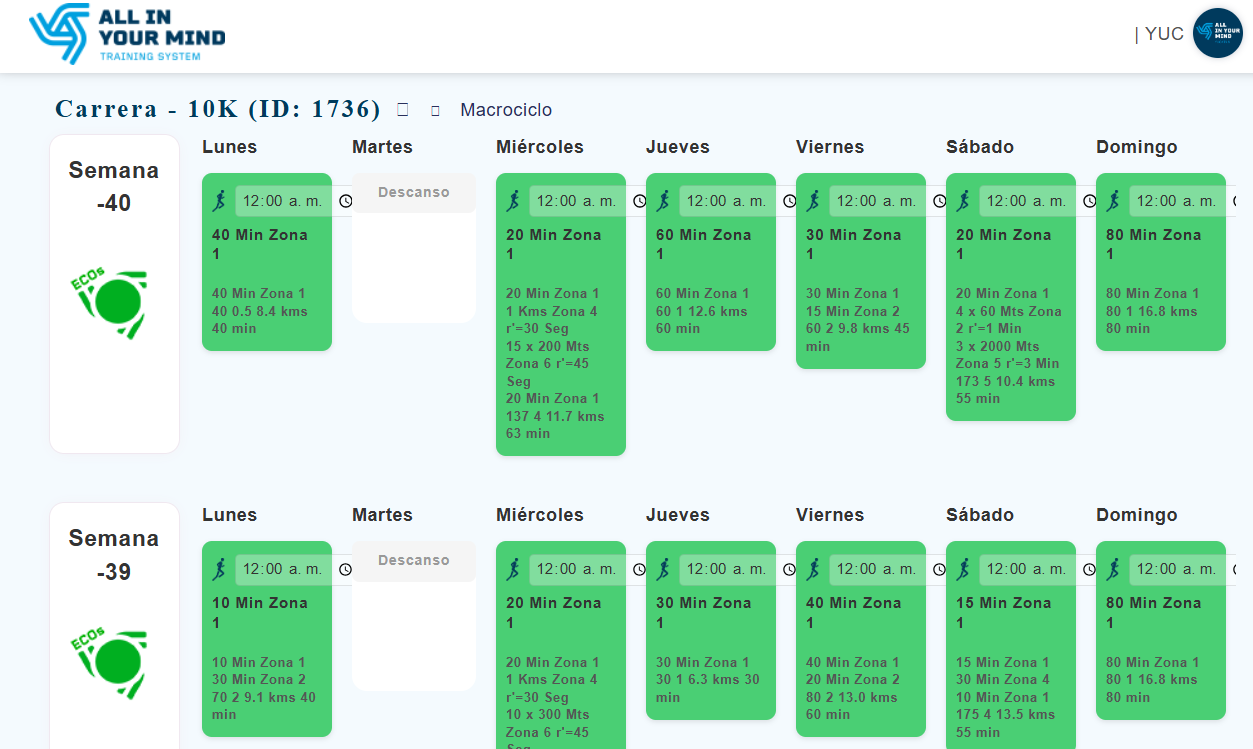 ALL IN
YOUR MIND
TRAINING SYSTEM
| YUC
ALL
IN YOUR
MIND
Carrera - 10K (ID: 1736)
Macrociclo
Semana
-40
ECOs
Lunes
12:00 a. m.
40 Min Zona
1
40 Min Zona 1
40 0.5 8.4 kms
40 min
Martes
Descanso
Miércoles
12:00 a. m.
20 Min Zona
1
20 Min Zona 1
1 Kms Zona 4
r'=30 Seg
15 x 200 Mts
Zona 6 r'=45
Seg
20 Min Zona 1
137 4 11.7 kms
63 min
Jueves
12:00 a. m.
60 Min Zona
1
60 Min Zona 1
60 1 12.6 kms
60 min
Viernes
12:00 a. m.
30 Min Zona
1
30 Min Zona 1
15 Min Zona 2
60 2 9.8 kms 45
min
Sábado
12:00 a. m.
20 Min Zona
1
20 Min Zona 1
4 x 60 Mts Zona
2 r'=1 Min
3 x 2000 Mts
Zona 5 r'=3 Min
173 5 10.4 kms
55 min
Domingo
12:00 a. m.
80 Min Zona
1
80 Min Zona 1
80 1 16.8 kms
80 min
Semana
-39
ECOs
Lunes
12:00 a. m.
10 Min Zona
1
10 Min Zona 1
30 Min Zona 2
70 2 9.1 kms 40
min
Martes
Descanso
Miércoles
12:00 a. m.
20 Min Zona
1
20 Min Zona 1
1 Kms Zona 4
r'=30 Seg
10 x 300 Mts
Zona 6 r'=45
Seg
Jueves
12:00 a. m.
30 Min Zona
1
30 Min Zona 1
30 1 6.3 kms 30
min
Viernes
12:00 a. m.
40 Min Zona
1
40 Min Zona 1
20 Min Zona 2
80 2 13.0 kms
60 min
Sábado
12:00 a. m.
15 Min Zona
1
15 Min Zona 1
30 Min Zona 4
10 Min Zona 1
175 4 13.5 kms
55 min
Domingo
12:00 a. m.
80 Min Zona
1
80 Min Zona 1
80 1 16.8 kms
80 min